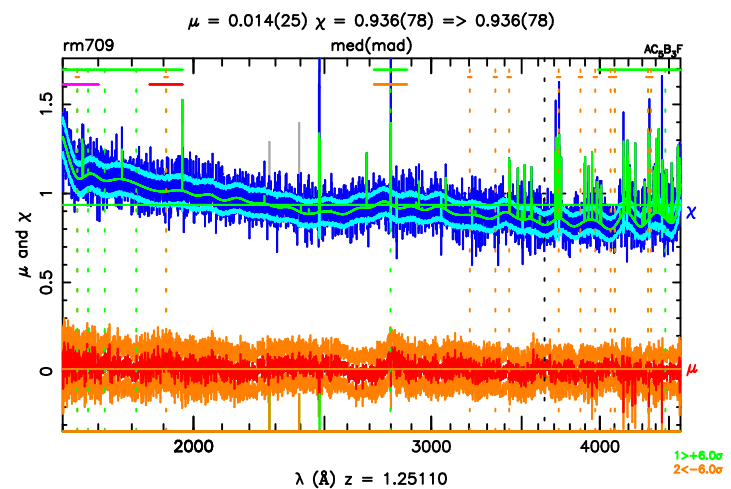 μ = 0.014(25) χ = 0.936(78) => 0.936(78)
rm709 med(mad) AC₅B₃F
1.5
1
0.5
0
μ and χ
χ
μ
2000 3000 4000
λ (Å) z = 1.25110
1>+6.0σ
2<-6.0σ